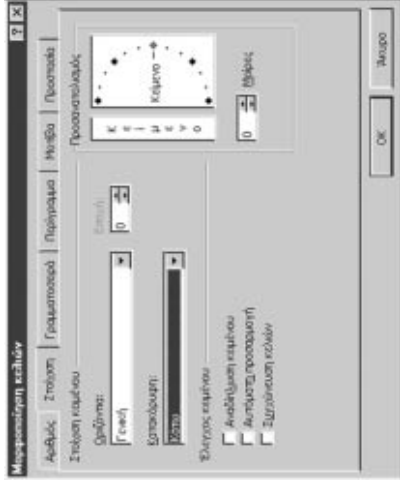 Μορφοποίηση κελιών
Αριθμός Στοίχιση Γραμματοσειρά Περίγραμμα Μοτίβα Προστασία
Στοίχιση κειμένου
Οριζόντια:
Γενική
Εσοχή:
0
Κατακόρυφη:
Κάτω
Έλεγχος κειμένου
Αναδίπλωση κειμένου
Αυτόματη προσαρμογή
Συγχώνευση κελιών
Προσανατολισμός
Κείμενο
Κείμενο
0 Μοίρες
OK Άκυρο